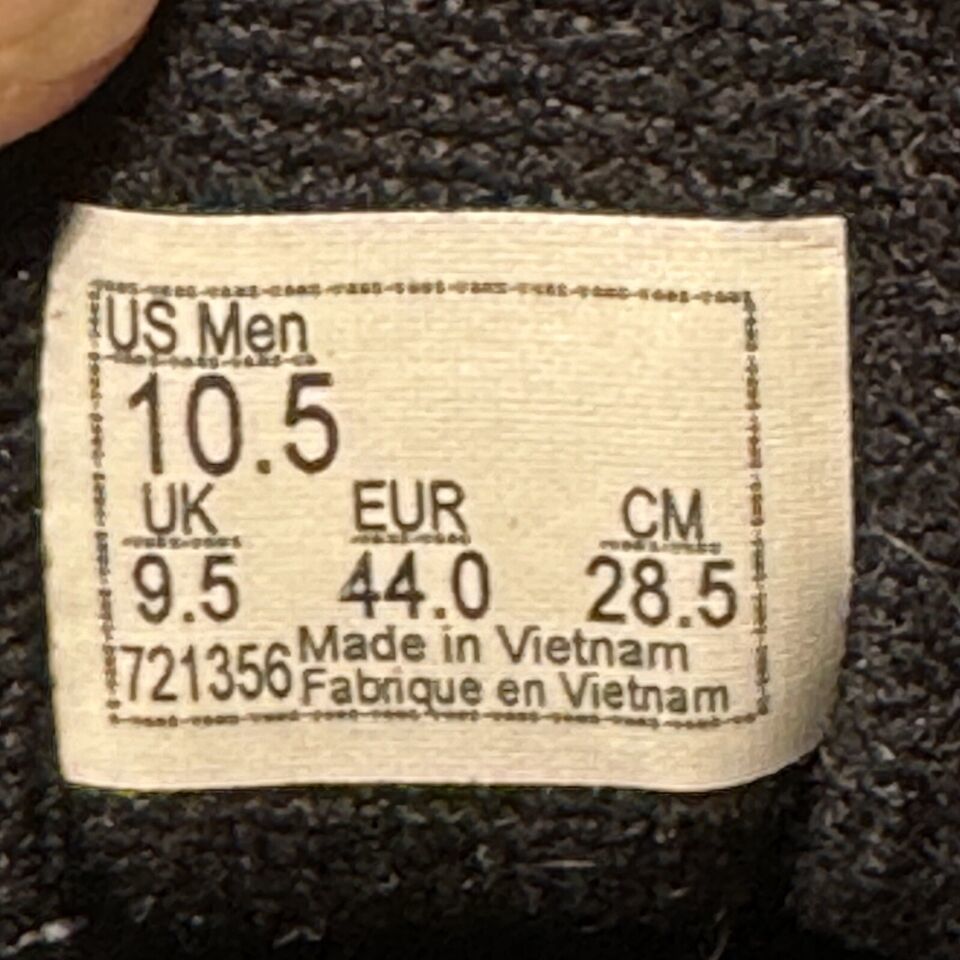 US Men
10.5
UK EUR CM
9.5 44.0 28.5
721356 Made in Vietnam
Fabrique en Vietnam